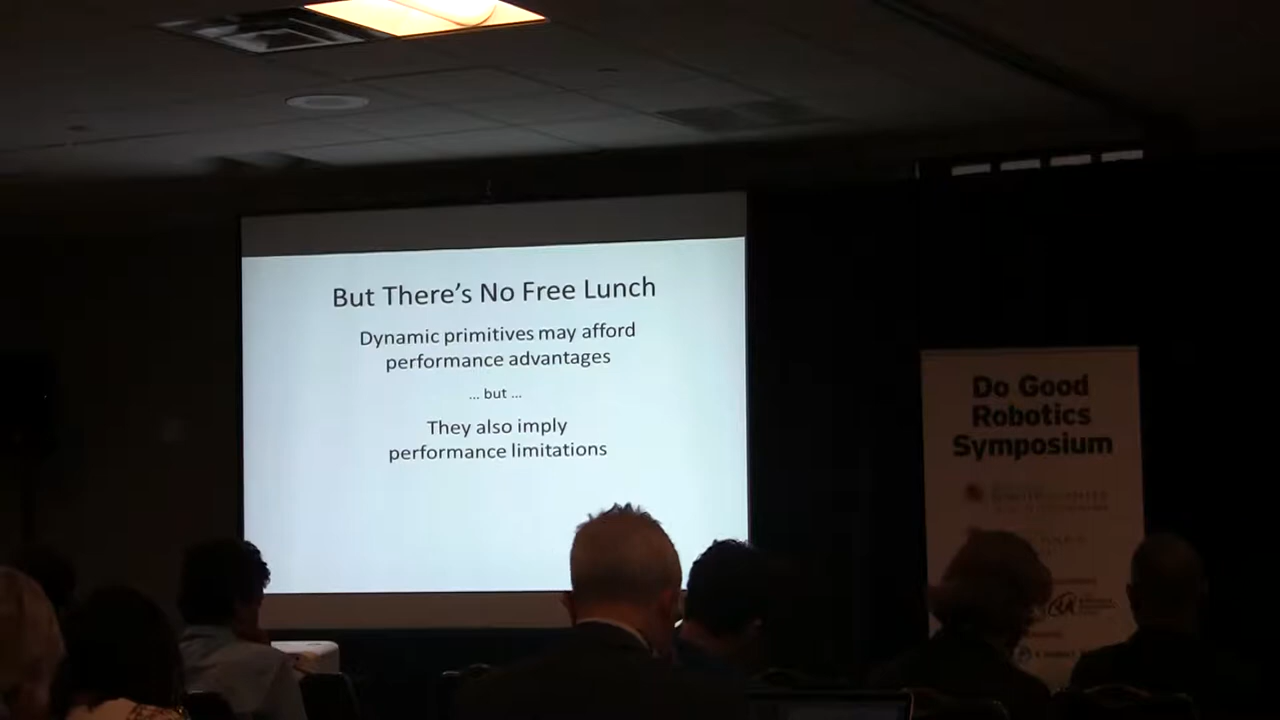 But There's No Free Lunch
Dynamic primitives may afford
performance advantages
... but ...
They also imply
performance limitations
Do Good
Robotics
Symposium